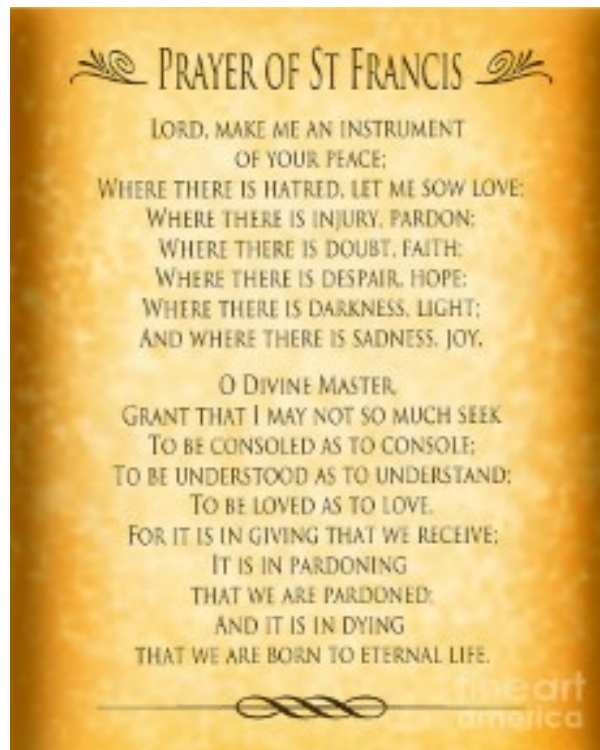 PRAYER OF ST FRANCIS
LORD, MAKE ME AN INSTRUMENT
OF YOUR PEACE;
WHERE THERE IS HATRED, LET ME SOW LOVE;
WHERE THERE IS INJURY, PARDON;
WHERE THERE IS DOUBT, FAITH;
WHERE THERE IS DESPAIR, HOPE;
WHERE THERE IS DARKNESS, LIGHT;
AND WHERE THERE IS SADNESS, JOY.
O DIVINE MASTER,
GRANT THAT I MAY NOT SO MUCH SEEK
TO BE CONSOLED AS TO CONSOLE;
TO BE UNDERSTOOD AS TO UNDERSTAND;
TO BE LOVED AS TO LOVE.
FOR IT IS IN GIVING THAT WE RECEIVE;
IT IS IN PARDONING
THAT WE ARE PARDONED;
AND IT IS IN DYING
THAT WE ARE BORN TO ETERNAL LIFE.
fine art
america